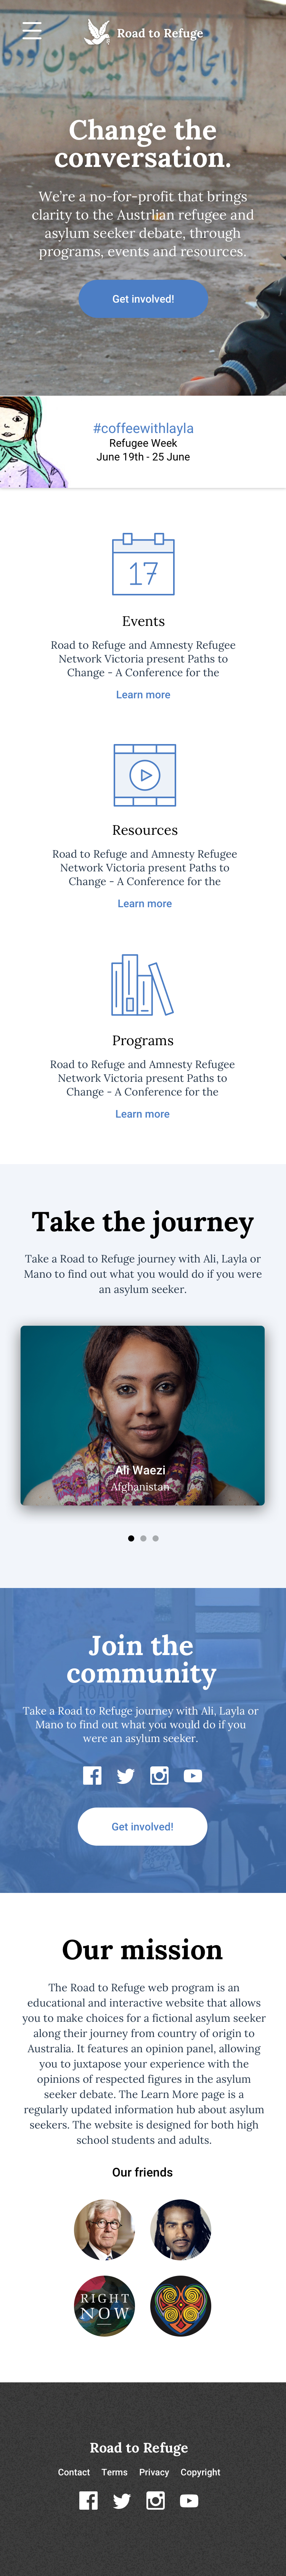 Road to Refuge
Change the
conversation.
We're a no-for-profit that brings
clarity to the Australian refugee and
asylum seeker debate, through
programs, events and resources.
Get involved!
#coffeewithlayla
Refugee Week
June 19th - 25 June
17
Events
Road to Refuge and Amnesty Refugee
Network Victoria present Paths to
Change - A Conference for the
Learn more
Resources
Road to Refuge and Amnesty Refugee
Network Victoria present Paths to
Change - A Conference for the
Learn more
Programs
Road to Refuge and Amnesty Refugee
Network Victoria present Paths to
Change - A Conference for the
Learn more
Take the journey
Take a Road to Refuge journey with Ali, Layla or
Mano to find out what you would do if you were
an asylum seeker.
Ali Waezi
Afghanistan
Join the
community
Take a Road to Refuge journey with Ali, Layla or
Mano to find out what you would do if you
were an asylum seeker.
Get involved!
Our mission
The Road to Refuge web program is an
educational and interactive website that allows
you to make choices for a fictional asylum seeker
along their journey from country of origin to
Australia. It features an opinion panel, allowing
you to juxtapose your experience with the
opinions of respected figures in the asylum
seeker debate. The Learn More page is a
regularly updated information hub about asylum
seekers. The website is designed for both high
school students and adults.
Our friends
RIGHT
NOW
Road to Refuge
Contact Terms Privacy Copyright